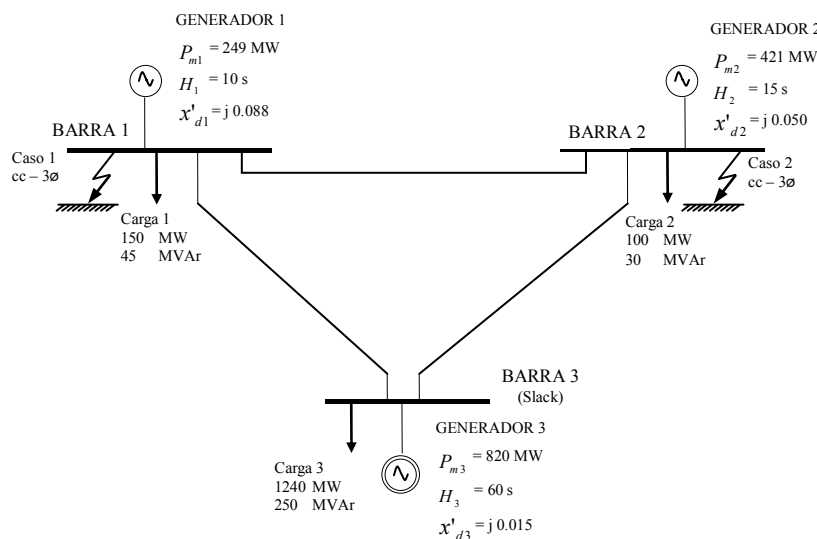 GENERADOR 1
P_m1 = 249 MW
H_1 = 10 s
x'_d1 = j 0.088
GENERADOR 2
P_m2 = 421 MW
H_2 = 15 s
x'_d2 = j 0.050
BARRA 1
BARRA 2
Caso 1
cc – 3ø
Caso 2
cc – 3ø
Carga 1
150 MW
45 MVAr
Carga 2
100 MW
30 MVAr
BARRA 3
(Slack)
GENERADOR 3
P_m3 = 820 MW
H_3 = 60 s
x'_d3 = j 0.015
Carga 3
1240 MW
250 MVAr